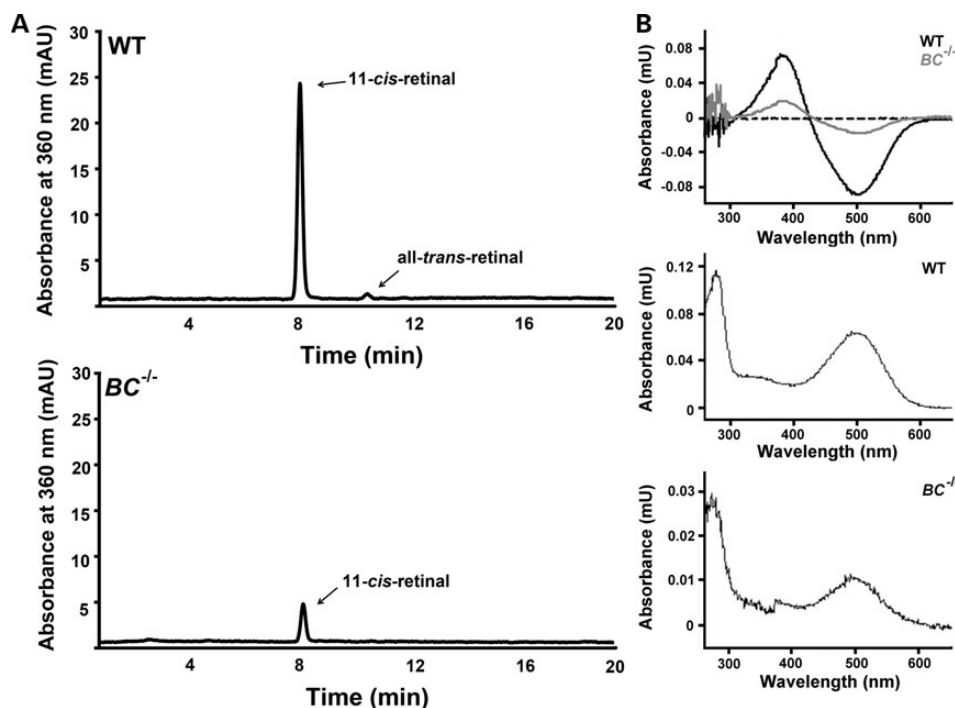 A
WT
Absorbance at 360 nm (mAU)
30
25
20
15
10
5
11-cis-retinal
all-trans-retinal
4 8 12 16 20
Time (min)
BC-/-
Absorbance at 360 nm (mAU)
30
25
20
15
10
5
11-cis-retinal
4 8 12 16 20
Time (min)
B
WT
BC-/-
Absorbance (mU)
0.08
0.04
0
-0.04
-0.08
300 400 500 600
Wavelength (nm)
WT
Absorbance (mU)
0.12
0.08
0.04
0
300 400 500 600
Wavelength (nm)
BC-/
Absorbance (mU)
0.03
0.02
0.01
0
300 400 500 600
Wavelength (nm)